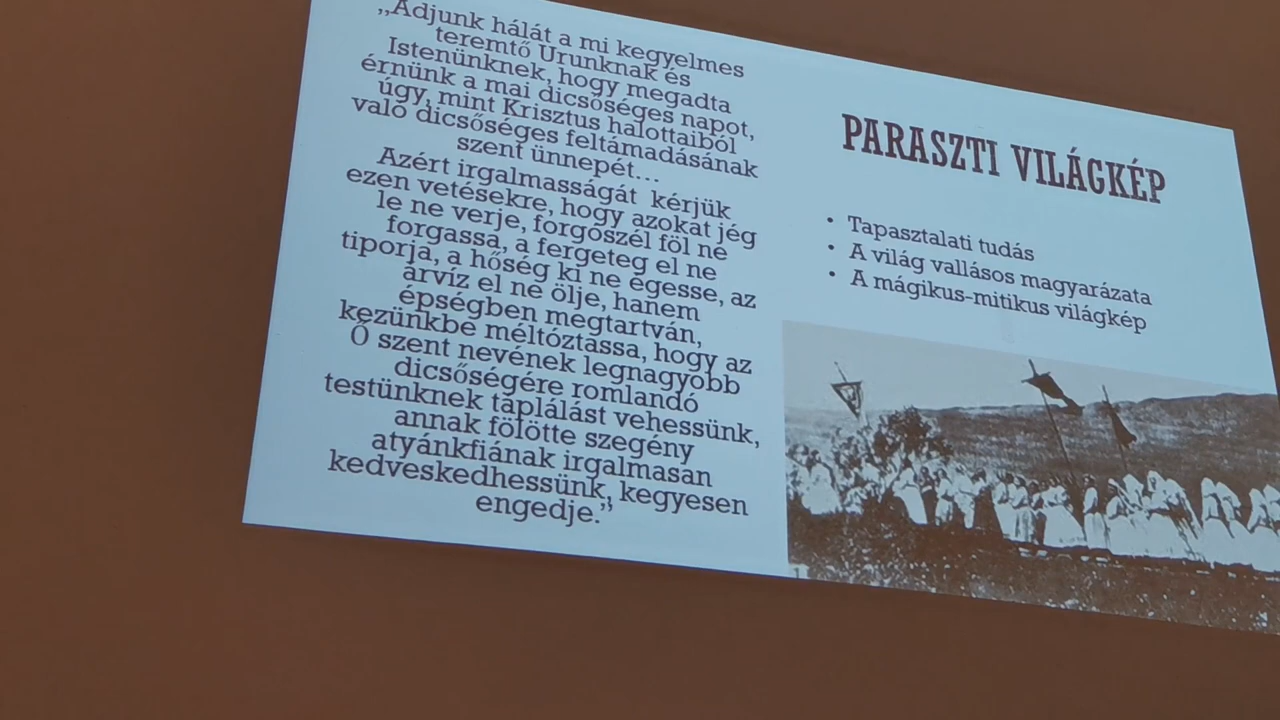 „Adjunk hálát a mi kegyelmes
teremtő Urunknak és
Istenünknek, hogy megadta
érnünk a mai dicsőséges napot,
úgy, mint Krisztus halottaiból
való dicsőséges feltámadásának
szent ünnepét...
Azért irgalmasságát kérjük
ezen vetésekre, hogy azokat jég
le ne verje, forgószél föl ne
forgassa, a fergeteg el ne
tiporja, a hőség ki ne égesse, az
árvíz el ne ölje, hanem
épségben megtartván,
kezünkbe méltóztassa, hogy az
Ő szent nevének legnagyobb
dicsőségére romlandó
testünknek táplálást vehessünk,
annak fölötte szegény
atyánkfiának irgalmasan
kedveskedhessünk, kegyesen
engedje.”
PARASZTI VILÁGKÉP
• Tapasztalati tudás
• A világ vallásos magyarázata
• A mágikus-mitikus világkép